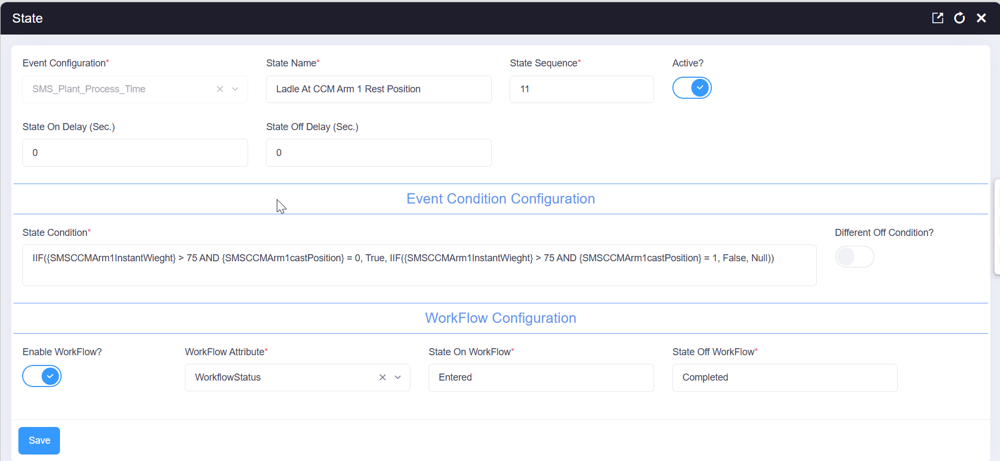 State
Event Configuration*
State Name*
State Sequence*
Active?
SMS_Plant_Process_Time
Ladle At CCM Arm 1 Rest Position
11
State On Delay (Sec.)
State Off Delay (Sec.)
0
0
Event Condition Configuration
State Condition*
Different Off Condition?
IIF({SMSCCMArm1InstantWieght} > 75 AND {SMSCCMArm1castPosition} = 0, True, IIF({SMSCCMArm1InstantWieght} > 75 AND {SMSCCMArm1castPosition} = 1, False, Null))
WorkFlow Configuration
Enable WorkFlow?
WorkFlow Attribute*
State On WorkFlow*
State Off WorkFlow*
WorkflowStatus
Entered
Completed
Save